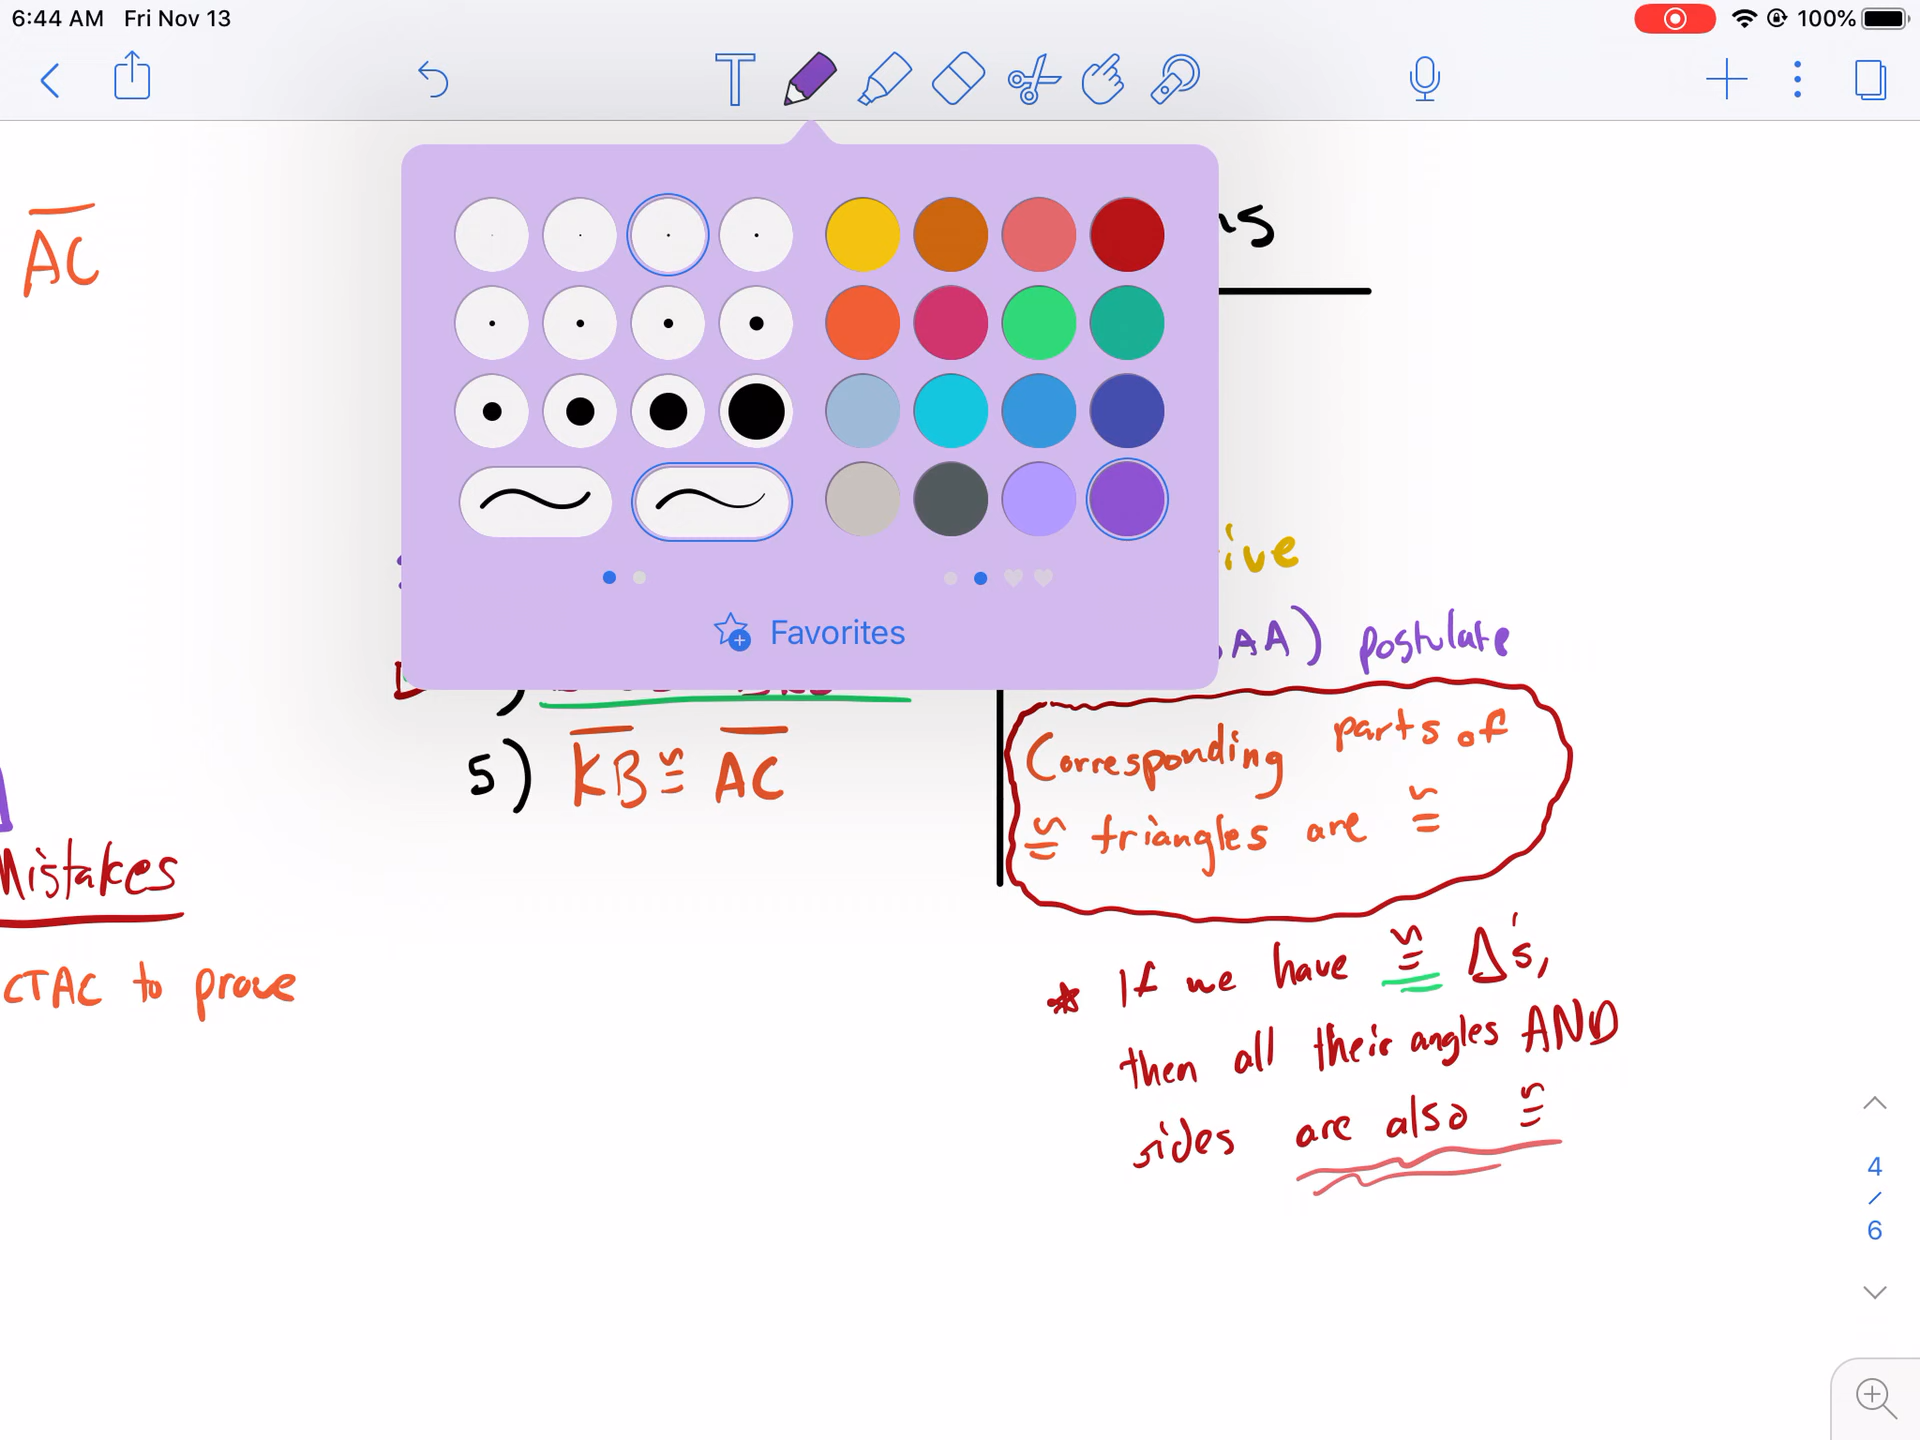 6:44 AM Fri Nov 13
100%
T
AC
ns
ive
AA) postulate
Favorites
5) KB ≅ AC
Corresponding parts of
≅ triangles are ≅
Mistakes
CTAC to prove
* If we have ≅ Δ's,
then all their angles AND
sides are also ≅
4
/
6